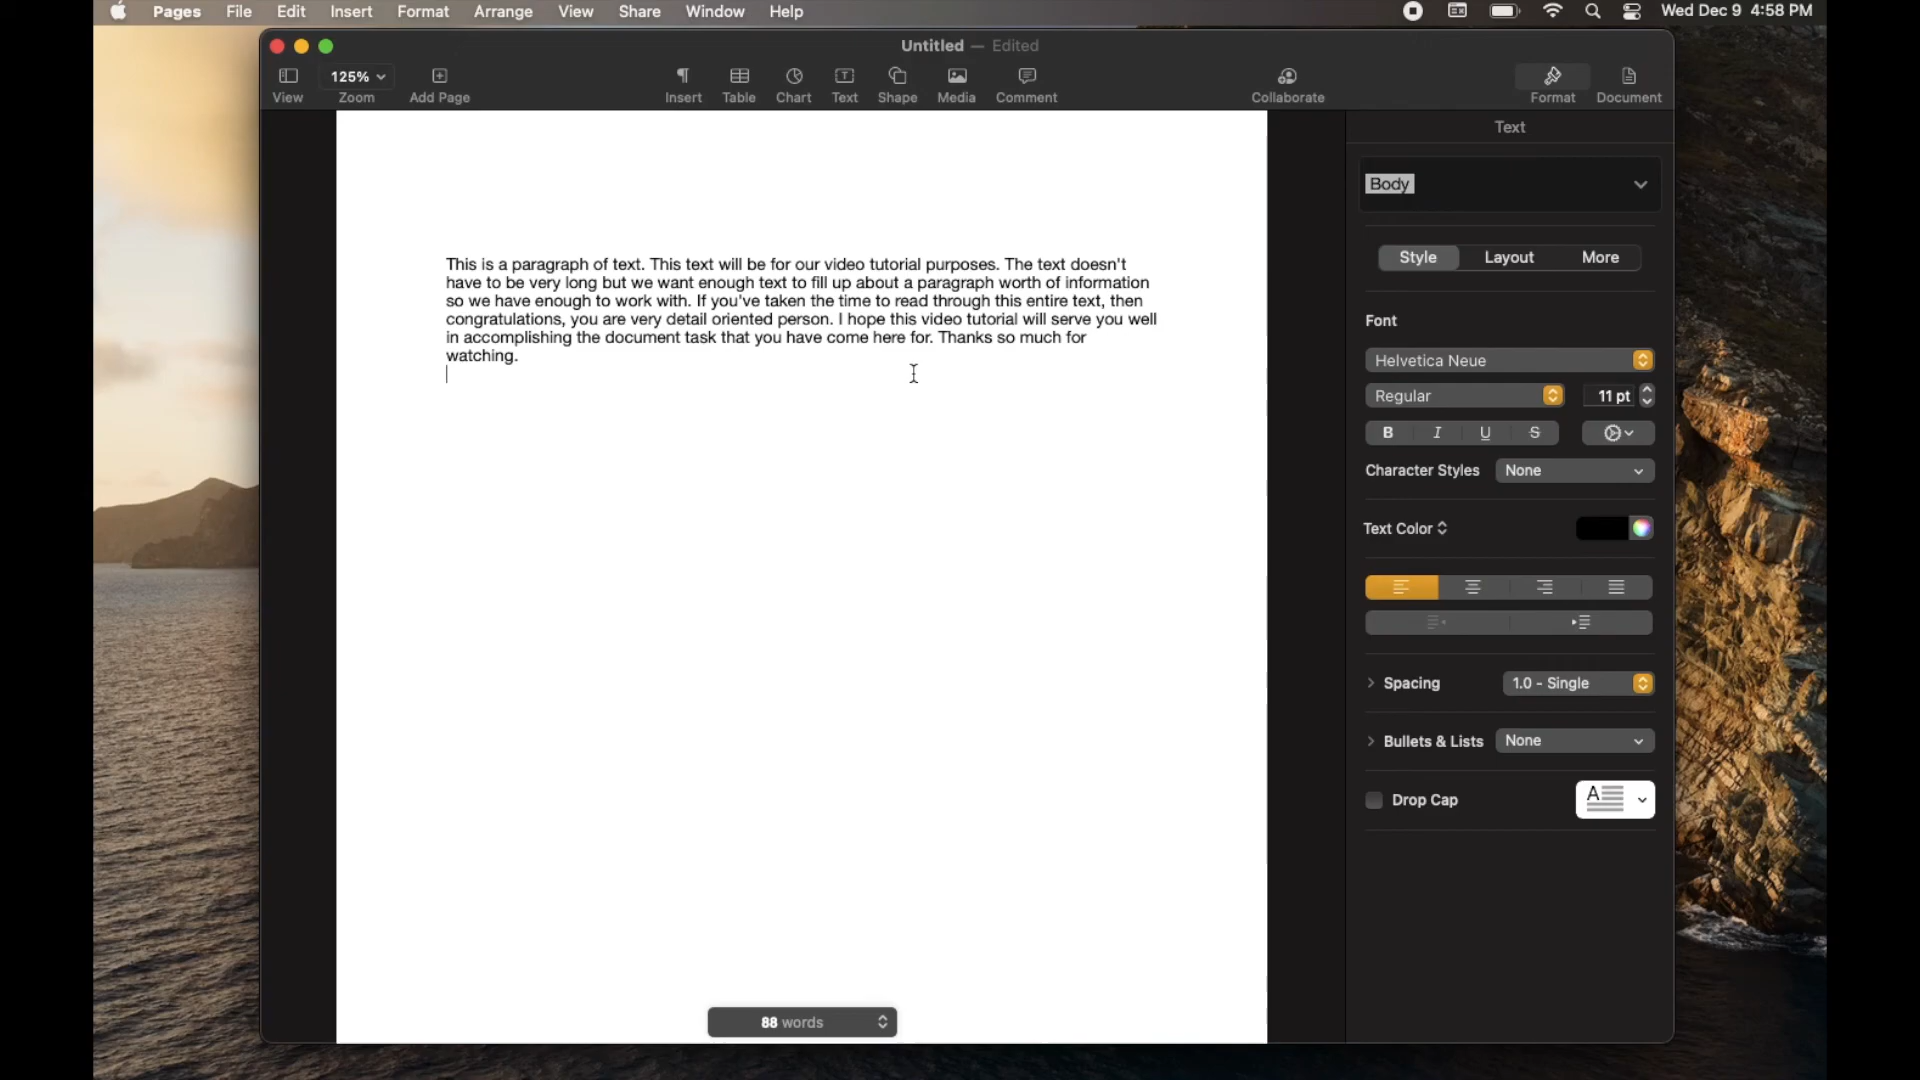 Pages File Edit Insert Format Arrange View Share Window Help Wed Dec 9 4:58 PM
Untitled — Edited
125%
View Zoom Add Page Insert Table Chart Text Shape Media Comment Collaborate Format Document
Text
Body
Style Layout More
This is a paragraph of text. This text will be for our video tutorial purposes. The text doesn't
have to be very long but we want enough text to fill up about a paragraph worth of information
so we have enough to work with. If you've taken the time to read through this entire text, then
congratulations, you are very detail oriented person. I hope this video tutorial will serve you well
in accomplishing the document task that you have come here for. Thanks so much for
watching.
Font
Helvetica Neue
Regular 11 pt
B I U S
Character Styles None
Text Color
Spacing 1.0 - Single
Bullets & Lists None
Drop Cap A
88 words